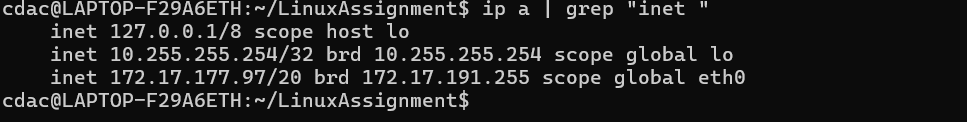 cdac@LAPTOP-F29A6ETH:~/LinuxAssignment$ ip a | grep "inet "
    inet 127.0.0.1/8 scope host lo
    inet 10.255.255.254/32 brd 10.255.255.254 scope global lo
    inet 172.17.177.97/20 brd 172.17.191.255 scope global eth0
cdac@LAPTOP-F29A6ETH:~/LinuxAssignment$